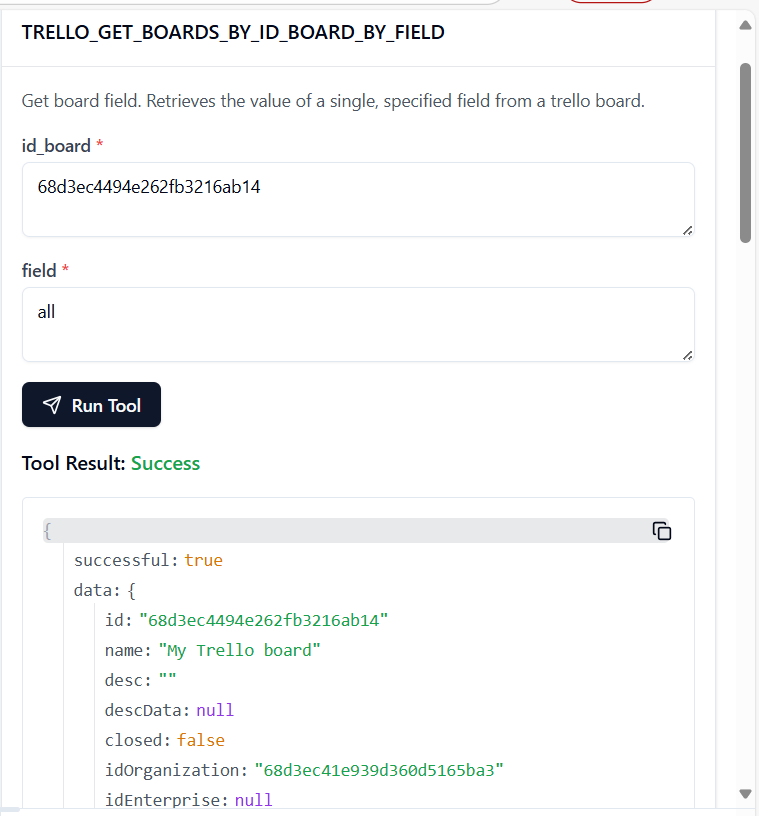 TRELLO_GET_BOARDS_BY_ID_BOARD_BY_FIELD
Get board field. Retrieves the value of a single, specified field from a trello board.
id_board *
68d3ec4494e262fb3216ab14
field *
all
Run Tool
Tool Result: Success
{
successful: true
data: {
id: "68d3ec4494e262fb3216ab14"
name: "My Trello board"
desc: ""
descData: null
closed: false
idOrganization: "68d3ec41e939d360d5165ba3"
idEnterprise: null